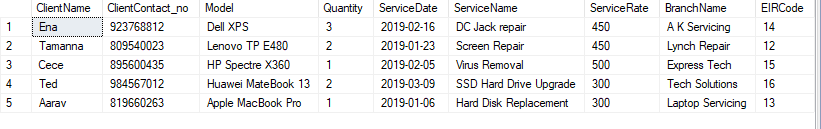 ClientName ClientContact_no Model Quantity ServiceDate ServiceName ServiceRate BranchName EIRCode
1 Ena 923768812 Dell XPS 3 2019-02-16 DC Jack repair 450 A K Servicing 14
2 Tamanna 809540023 Lenovo TP E480 2 2019-01-23 Screen Repair 450 Lynch Repair 12
3 Cece 895600435 HP Spectre X360 1 2019-02-05 Virus Removal 500 Express Tech 15
4 Ted 984567012 Huawei MateBook 13 2 2019-03-09 SSD Hard Drive Upgrade 300 Tech Solutions 16
5 Aarav 819660263 Apple MacBook Pro 1 2019-01-06 Hard Disk Replacement 300 Laptop Servicing 13